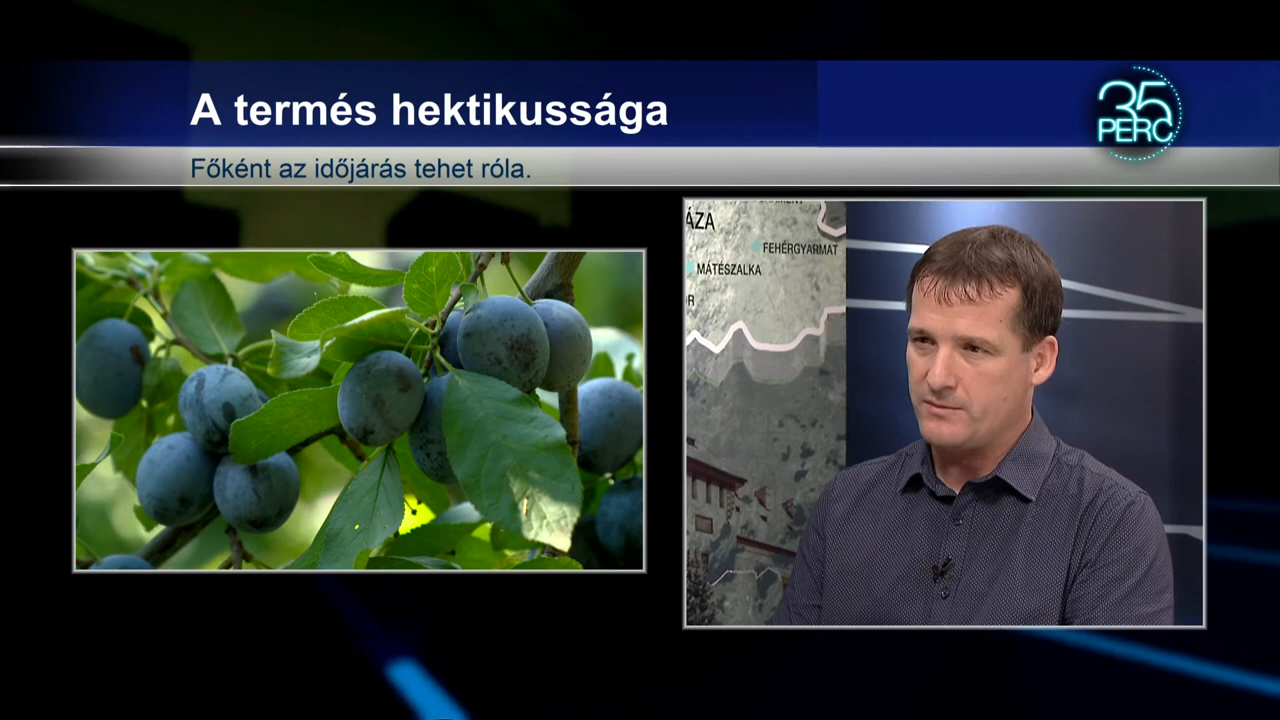 A termés hektikussága
Főként az időjárás tehet róla.
35
PERC
ÁZA
FEHÉRGYARMAT
MÁTÉSZALKA